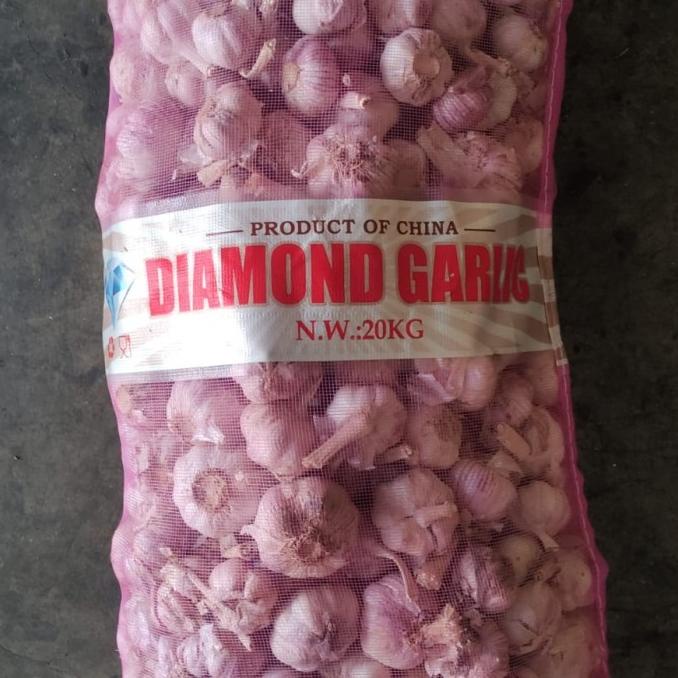 PRODUCT OF CHINA
DIAMOND GARLIC
N.W.:20KG